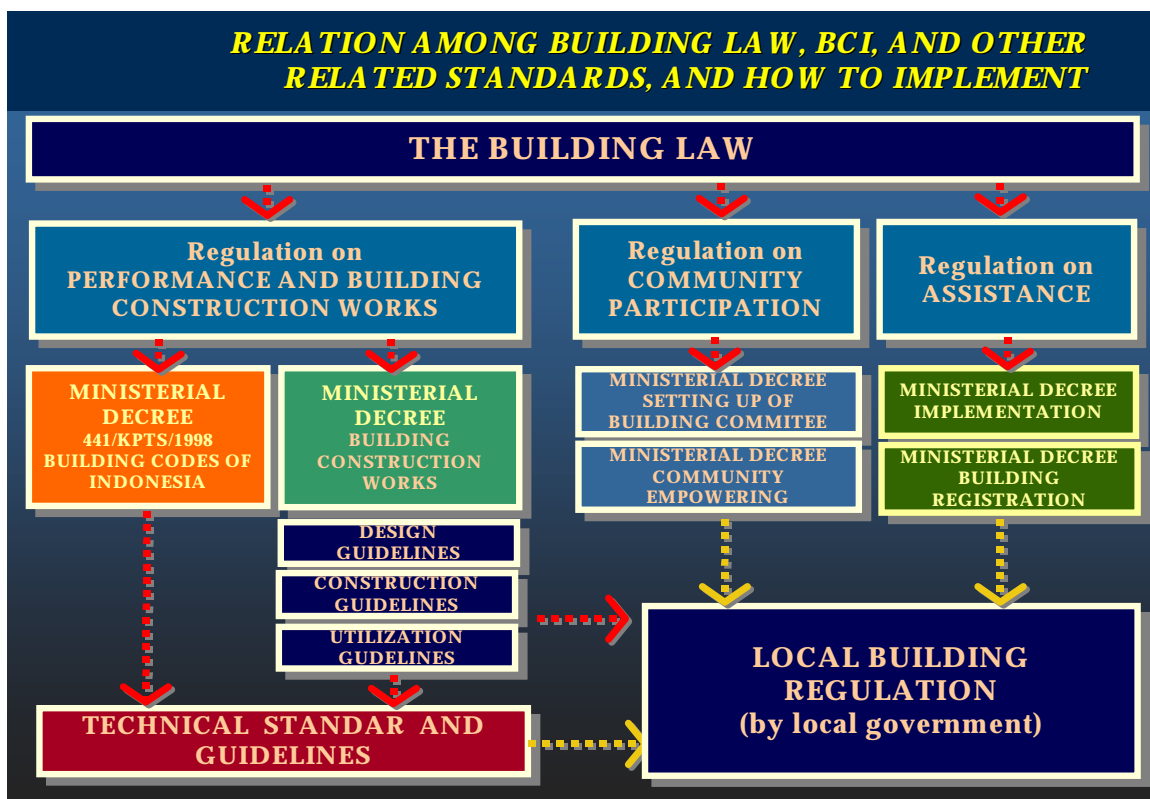 RELATION AMONG BUILDING LAW, BCI, AND OTHER
RELATED STANDARDS, AND HOW TO IMPLEMENT
THE BUILDING LAW
Regulation on
PERFORMANCE AND BUILDING
CONSTRUCTION WORKS
Regulation on
COMMUNITY
PARTICIPATION
Regulation on
ASSISTANCE
MINISTERIAL
DECREE
441/KPTS/1998
BUILDING CODES OF
INDONESIA
MINISTERIAL
DECREE
BUILDING
CONSTRUCTION
WORKS
MINISTERIAL DECREE
SETTING UP OF
BUILDING COMMITEE
MINISTERIAL DECREE
COMMUNITY
EMPOWERING
MINISTERIAL DECREE
IMPLEMENTATION
MINISTERIAL DECREE
BUILDING
REGISTRATION
DESIGN
GUIDELINES
CONSTRUCTION
GUIDELINES
UTILIZATION
GUDELINES
TECHNICAL STANDAR AND
GUIDELINES
LOCAL BUILDING
REGULATION
(by local government)